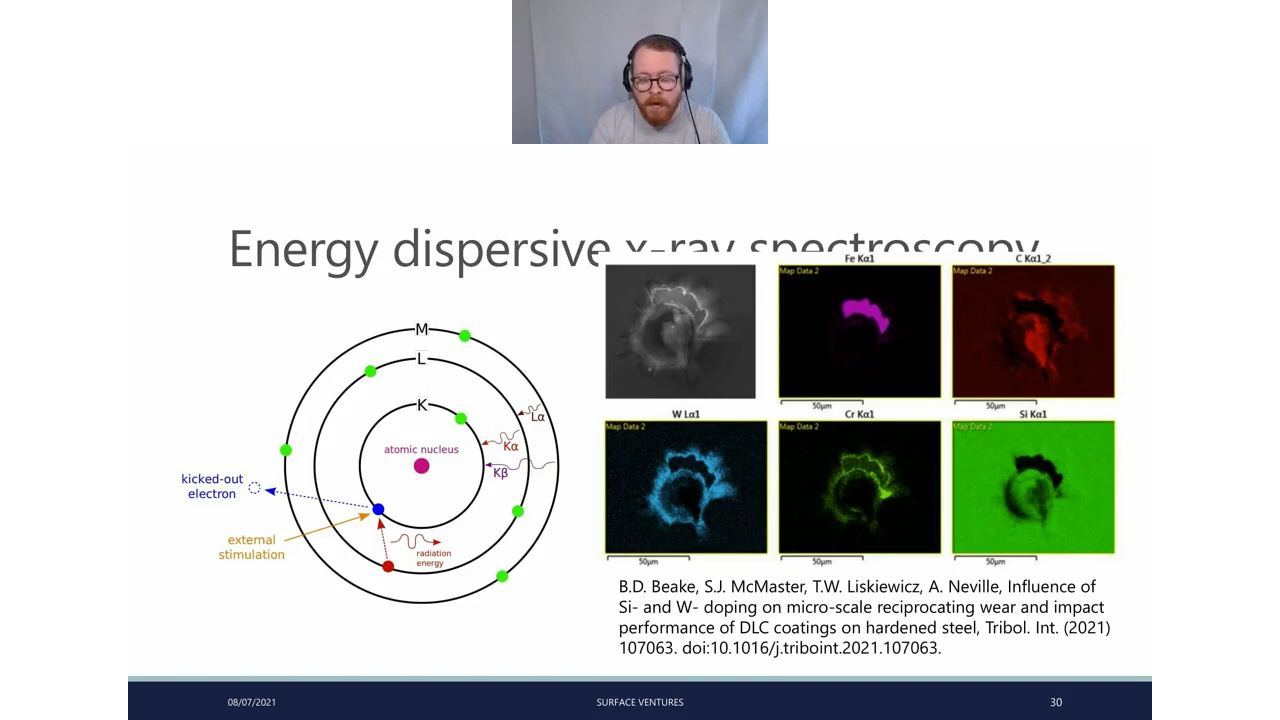 Energy dispersive x-ray spectroscopy
M
L
K
atomic nucleus
Lα
Kα
Kβ
kicked-out
electron
external
stimulation
radiation
energy
Fe Kα1
C Kα1_2
Map Data 2
Map Data 2
50μm
50μm
W Lα1
Cr Kα1
Si Kα1
Map Data 2
Map Data 2
Map Data 2
50μm
50μm
50μm
B.D. Beake, S.J. McMaster, T.W. Liskiewicz, A. Neville, Influence of
Si- and W- doping on micro-scale reciprocating wear and impact
performance of DLC coatings on hardened steel, Tribol. Int. (2021)
107063. doi:10.1016/j.triboint.2021.107063.
08/07/2021
SURFACE VENTURES
30